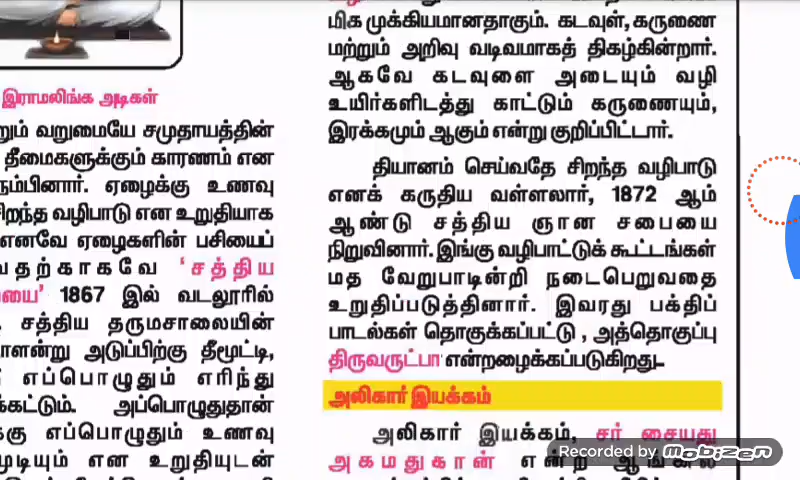 இராமலிங்க அடிகள்
றும் வறுமையே சமுதாயத்தின்
தீமைகளுக்கும் காரணம் என
நம்பினார். ஏழைக்கு உணவு
சிறந்த வழிபாடு என உறுதியாக
எனவே ஏழைகளின் பசியைப்
வதற்காகவே 'சத்திய
யை' 1867 இல் வடலூரில்
சத்திய தருமசாலையின்
ளன்று அடுப்பிற்கு தீமூட்டி,
எப்பொழுதும் எரிந்து
க்கட்டும். அப்பொழுதுதான்
க்கு எப்பொழுதும் உணவு
முடியும் என உறுதியுடன்
மிக முக்கியமானதாகும். கடவுள், கருணை
மற்றும் அறிவு வடிவமாகத் திகழ்கின்றார்.
ஆகவே கடவுளை அடையும் வழி
உயிர்களிடத்து காட்டும் கருணையும்,
இரக்கமும் ஆகும் என்று குறிப்பிட்டார்.
தியானம் செய்வதே சிறந்த வழிபாடு
எனக் கருதிய வள்ளலார், 1872 ஆம்
ஆண்டு சத்திய ஞான சபையை
நிறுவினார். இங்கு வழிபாட்டுக் கூட்டங்கள்
மத வேறுபாடின்றி நடைபெறுவதை
உறுதிப்படுத்தினார். இவரது பக்திப்
பாடல்கள் தொகுக்கப்பட்டு , அத்தொகுப்பு
திருவருட்பா என்றழைக்கப்படுகிறது..
அலிகார் இயக்கம்
அலிகார் இயக்கம், சர் சையது
அகமதுகான் என்ற
Recorded by Mobizen